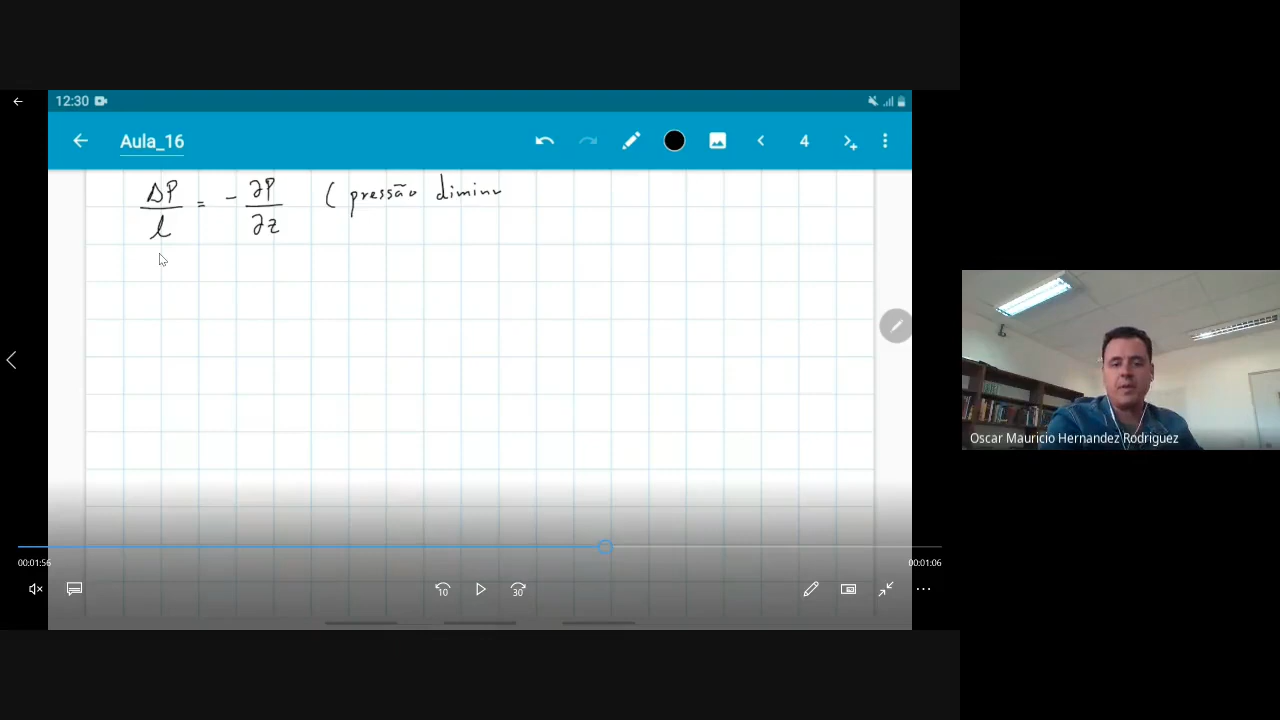 12:30
Aula_16
4
ΔP/l = - ∂P/∂z ( pressão diminu
Oscar Mauricio Hernandez Rodriguez
00:01:56
00:01:06
10
30